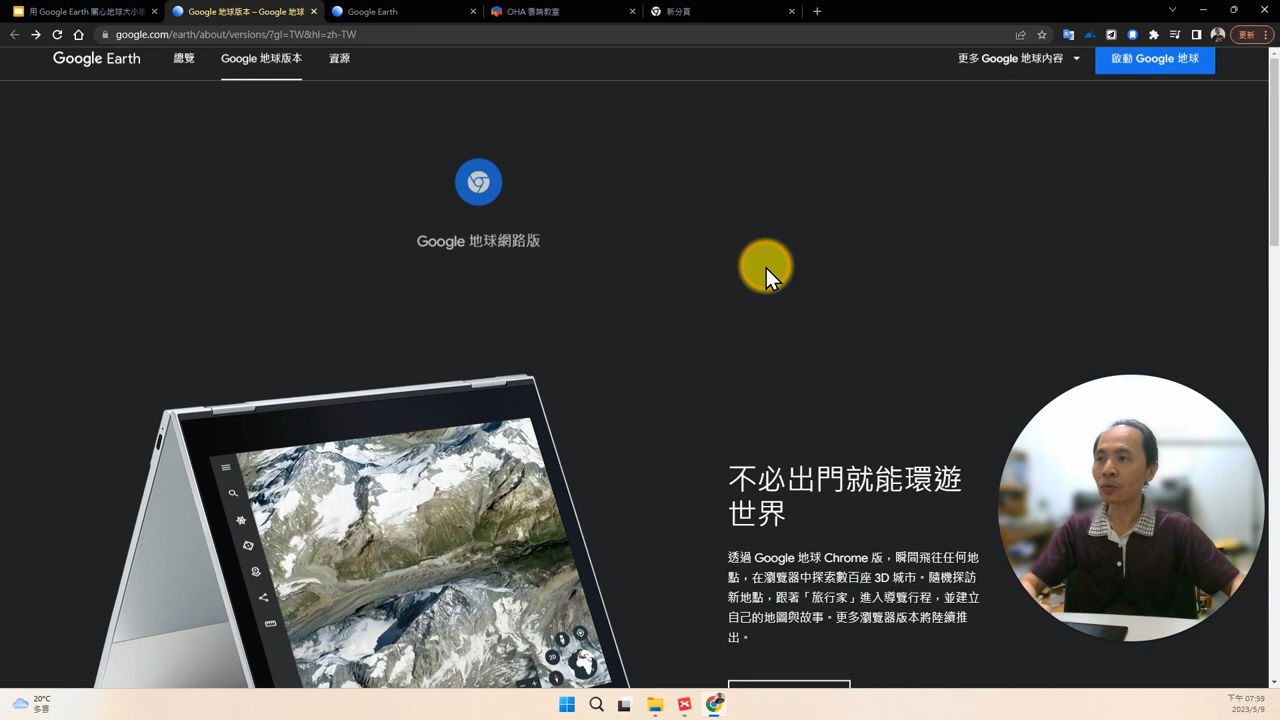 用 Google Earth 關心地球大小事
Google 地球版本 – Google 地球
Google Earth
OHA 雲端教室
新分頁
google.com/earth/about/versions/?gl=TW&hl=zh-TW
更新
Google Earth
總覽
Google 地球版本
資源
更多 Google 地球內容
啟動 Google 地球
Google 地球網路版
2D
不必出門就能環遊
世界
透過 Google 地球 Chrome 版，瞬間飛往任何地
點，在瀏覽器中探索數百座 3D 城市。隨機探訪
新地點，跟著「旅行家」進入導覽行程，並建立
自己的地圖與故事。更多瀏覽器版本將陸續推
出。
20°C
多雲
下午 07:59
2023/5/9